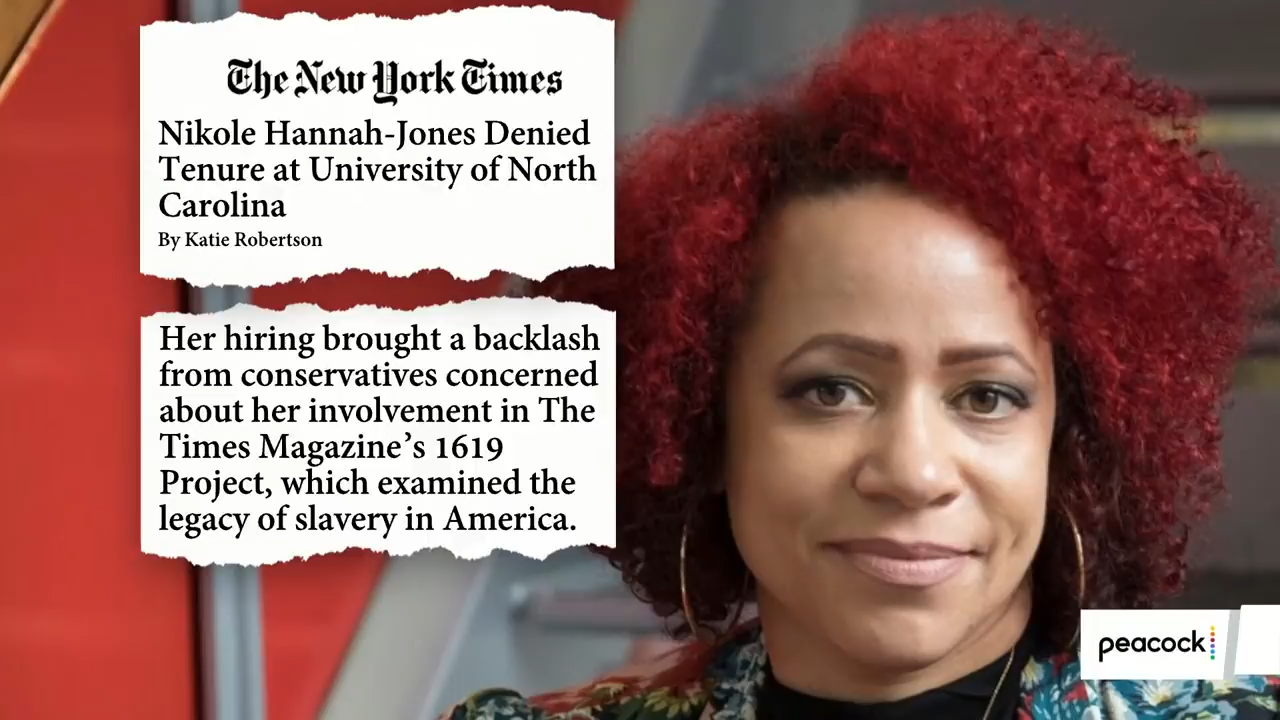 The New York Times
Nikole Hannah-Jones Denied
Tenure at University of North
Carolina
By Katie Robertson
Her hiring brought a backlash
from conservatives concerned
about her involvement in The
Times Magazine’s 1619
Project, which examined the
legacy of slavery in America.
peacock